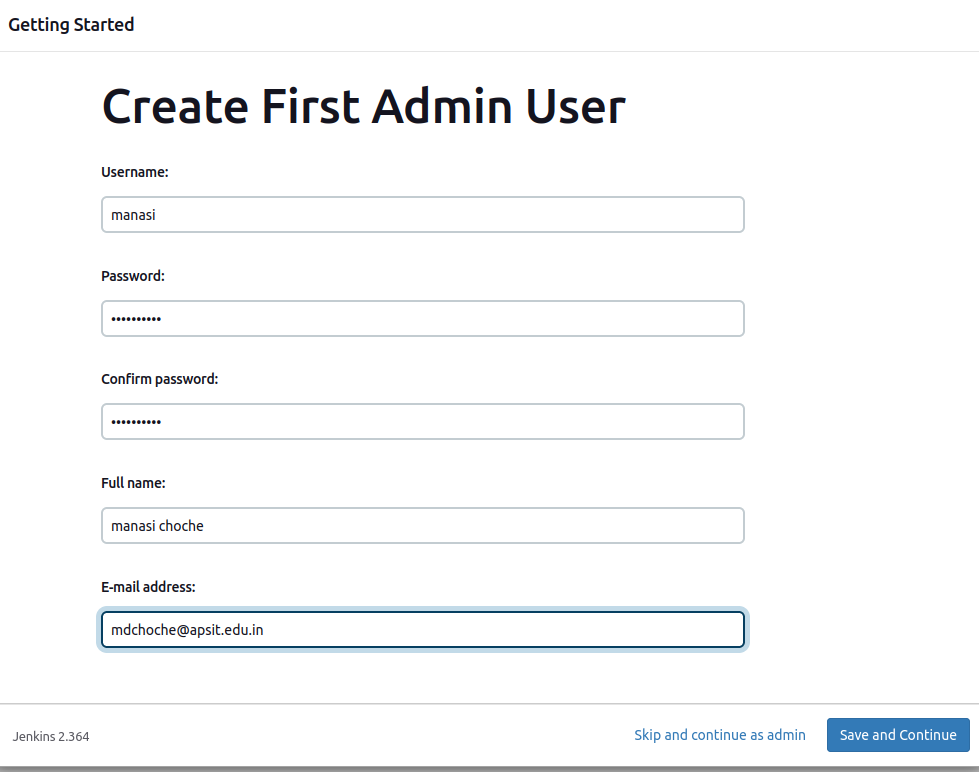 Getting Started
Create First Admin User
Username:
manasi
Password:
••••••••••
Confirm password:
••••••••••
Full name:
manasi choche
E-mail address:
mdchoche@apsit.edu.in
Jenkins 2.364
Skip and continue as admin
Save and Continue